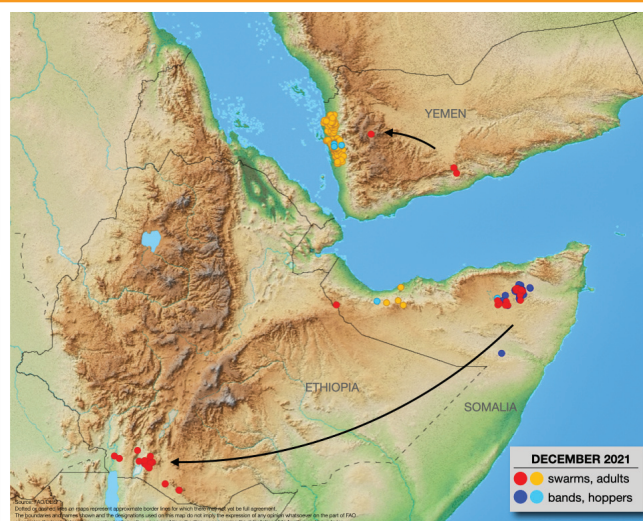 YEMEN
ETHIOPIA
SOMALIA
DECEMBER 2021
swarms, adults
bands, hoppers
Source: FAO/DLIS
Dotted or dashed lines on maps represent approximate border lines for which there may not yet be full agreement.
The boundaries and names shown and the designations used on this map do not imply the expression of any opinion whatsoever on the part of FAO.